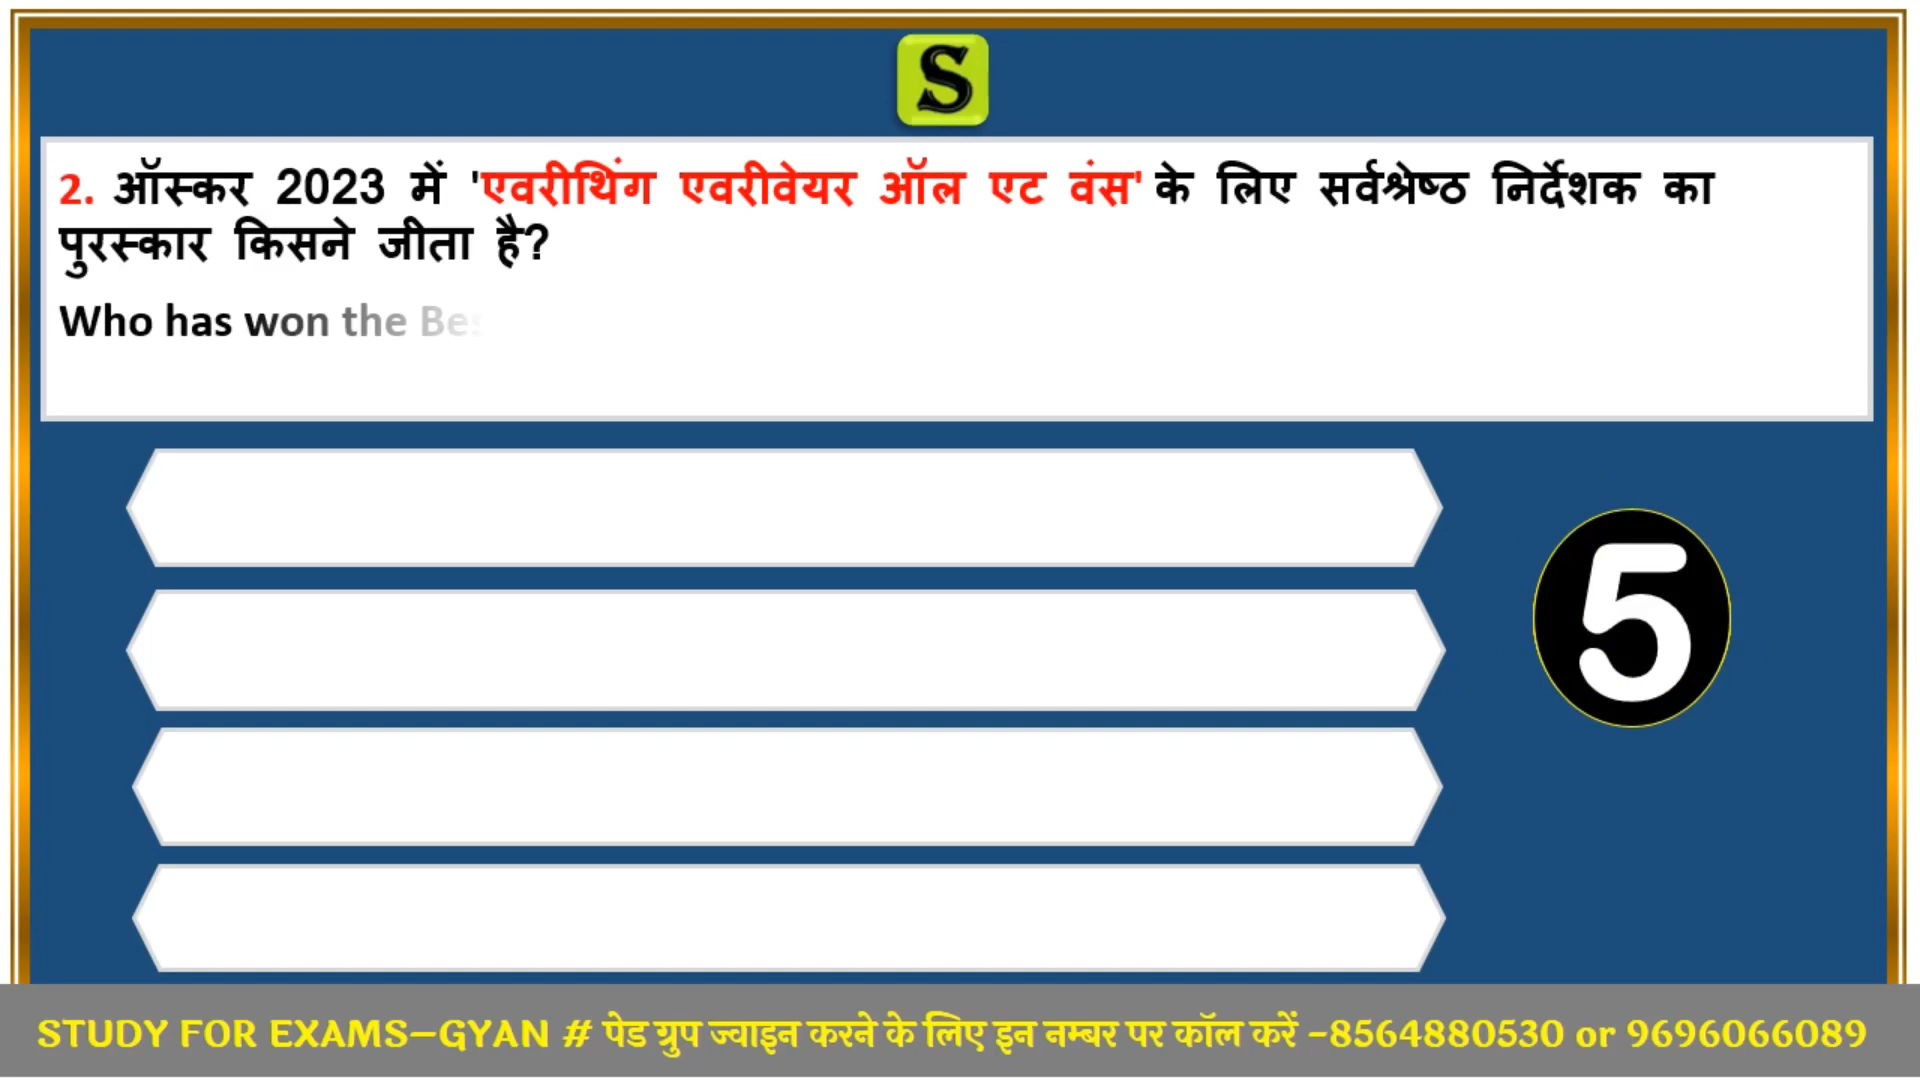 S
2. ऑस्कर 2023 में 'एवरीथिंग एवरीवेयर ऑल एट वंस' के लिए सर्वश्रेष्ठ निर्देशक का
पुरस्कार किसने जीता है?
Who has won the Bes
5
STUDY FOR EXAMS–GYAN # पेड ग्रुप ज्वाइन करने के लिए इन नम्बर पर कॉल करें -8564880530 or 9696066089